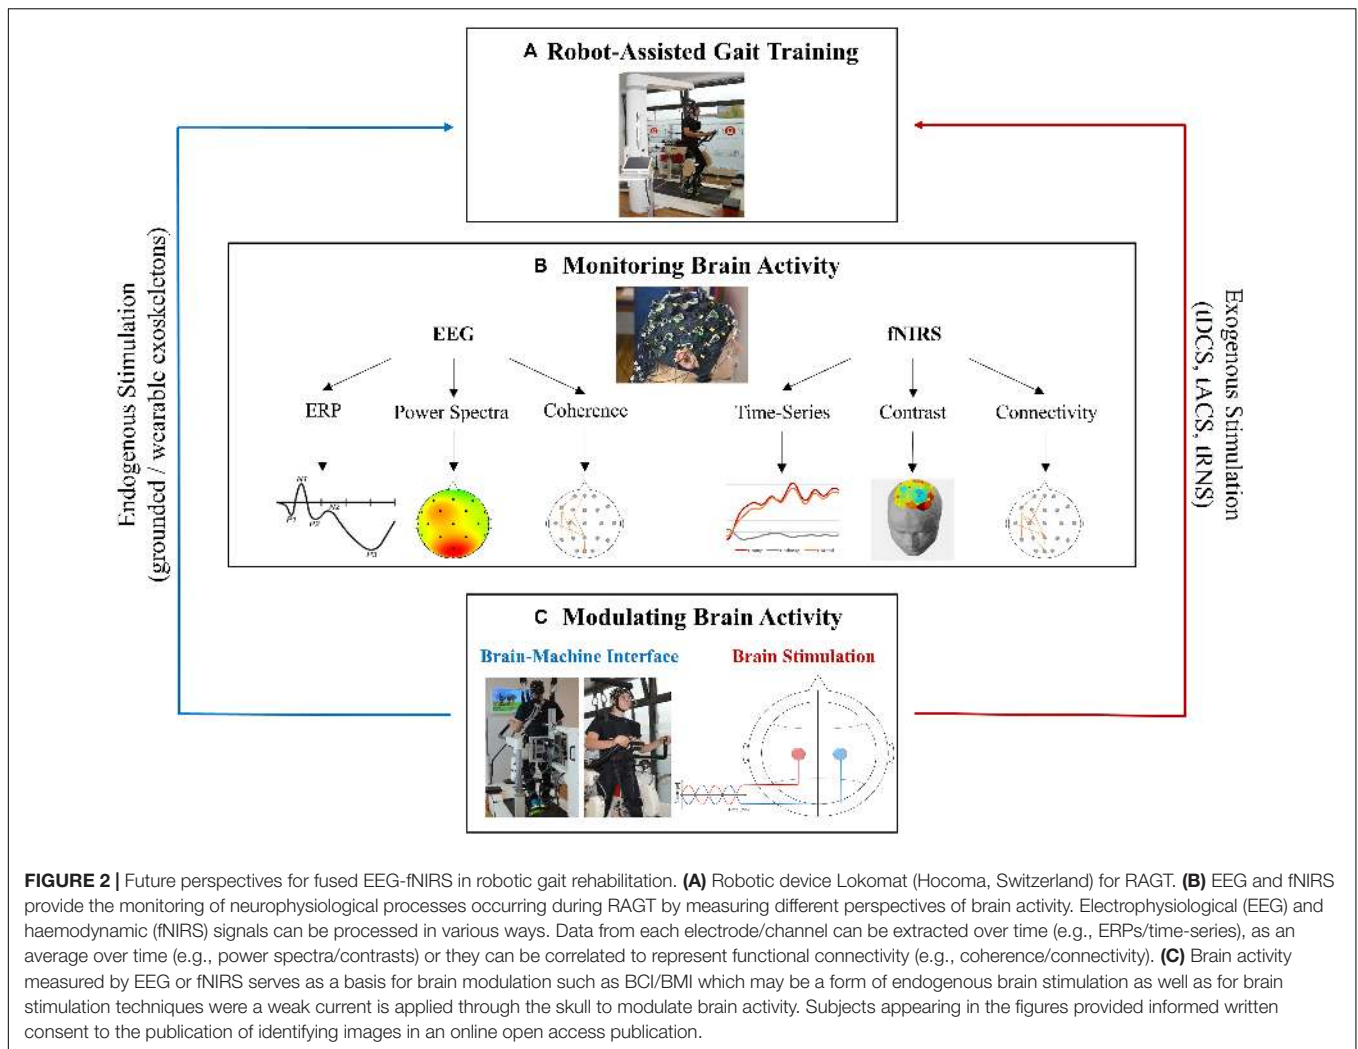 A Robot-Assisted Gait Training
Endogenous Stimulation
(grounded / wearable exoskeletons)
B Monitoring Brain Activity
EEG
fNIRS
ERP
Power Spectra
Coherence
Time-Series
Contrast
Connectivity
N1
P1
P2
N2
P3
Exogenous Stimulation
(tDCS, tACS, tRNS)
C Modulating Brain Activity
Brain-Machine Interface
Brain Stimulation
FIGURE 2 | Future perspectives for fused EEG-fNIRS in robotic gait rehabilitation. (A) Robotic device Lokomat (Hocoma, Switzerland) for RAGT. (B) EEG and fNIRS
provide the monitoring of neurophysiological processes occurring during RAGT by measuring different perspectives of brain activity. Electrophysiological (EEG) and
haemodynamic (fNIRS) signals can be processed in various ways. Data from each electrode/channel can be extracted over time (e.g., ERPs/time-series), as an
average over time (e.g., power spectra/contrasts) or they can be correlated to represent functional connectivity (e.g., coherence/connectivity). (C) Brain activity
measured by EEG or fNIRS serves as a basis for brain modulation such as BCI/BMI which may be a form of endogenous brain stimulation as well as for brain
stimulation techniques were a weak current is applied through the skull to modulate brain activity. Subjects appearing in the figures provided informed written
consent to the publication of identifying images in an online open access publication.